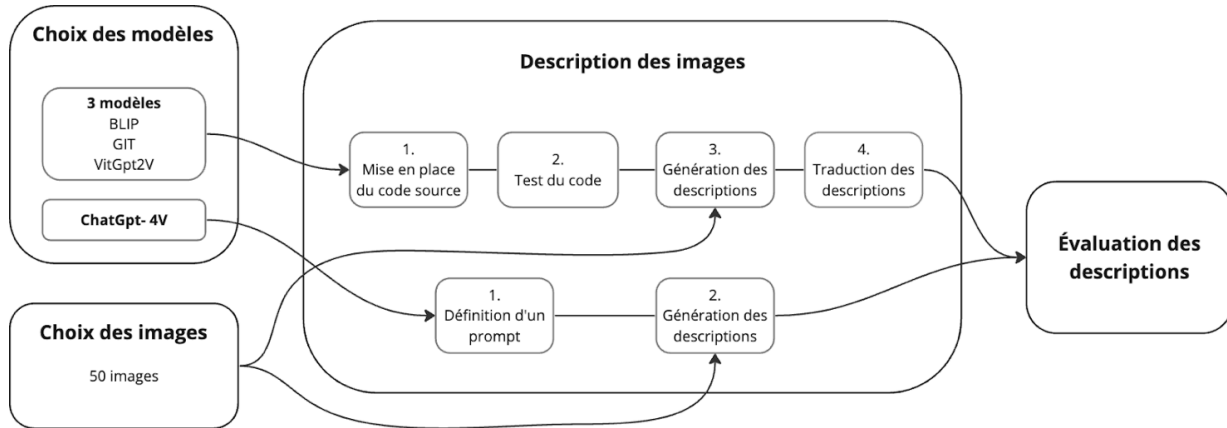 Choix des modèles
3 modèles
BLIP
GIT
VitGpt2V
ChatGpt- 4V
Choix des images
50 images
Description des images
1.
Mise en place
du code source
2.
Test du code
3.
Génération des
descriptions
4.
Traduction des
descriptions
1.
Définition d'un
prompt
2.
Génération des
descriptions
Évaluation des
descriptions